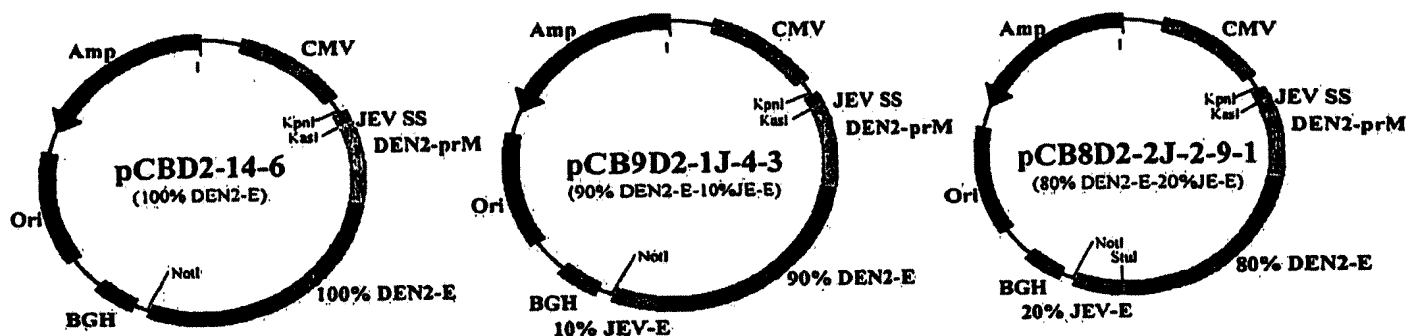 Amp
CMV
I
KpnI
KasI
JEV SS
DEN2-prM
pCBD2-14-6
(100% DEN2-E)
Ori
NotI
BGH
100% DEN2-E
Amp
CMV
I
KpnI
KasI
JEV SS
DEN2-prM
pCB9D2-1J-4-3
(90% DEN2-E-10%JE-E)
Ori
NotI
BGH
90% DEN2-E
10% JEV-E
Amp
CMV
I
KpnI
KasI
JEV SS
DEN2-prM
pCB8D2-2J-2-9-1
(80% DEN2-E-20%JE-E)
Ori
NotI
StuI
BGH
80% DEN2-E
20% JEV-E